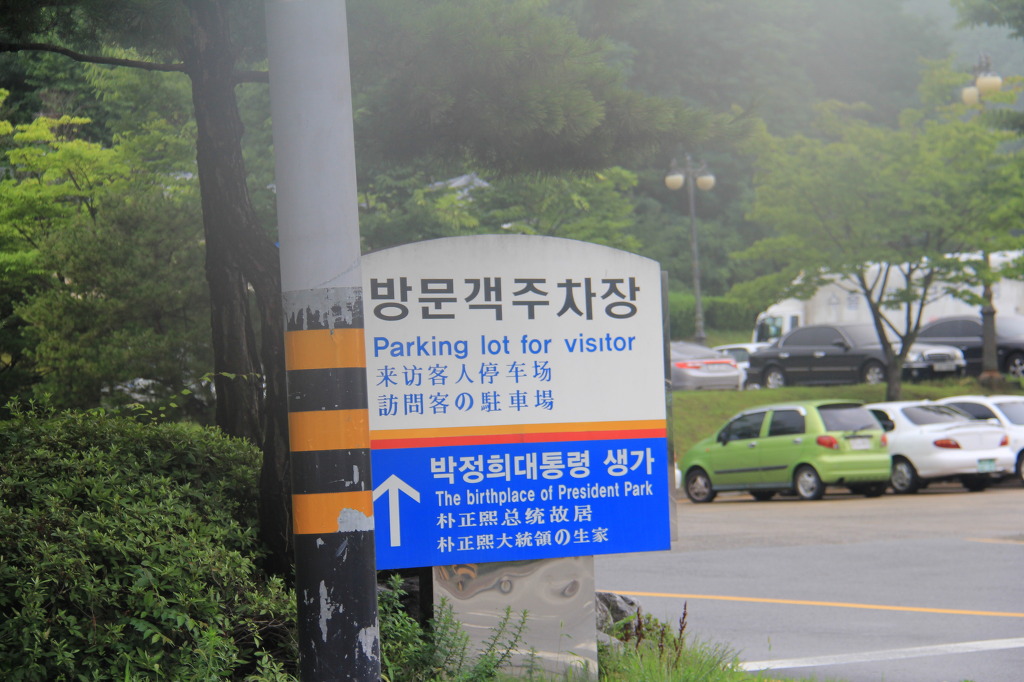 방문객주차장
Parking lot for visitor
来访客人停车场
訪問客の駐車場
박정희대통령 생가
The birthplace of President Park
朴正熙总统故居
朴正熙大統領の生家